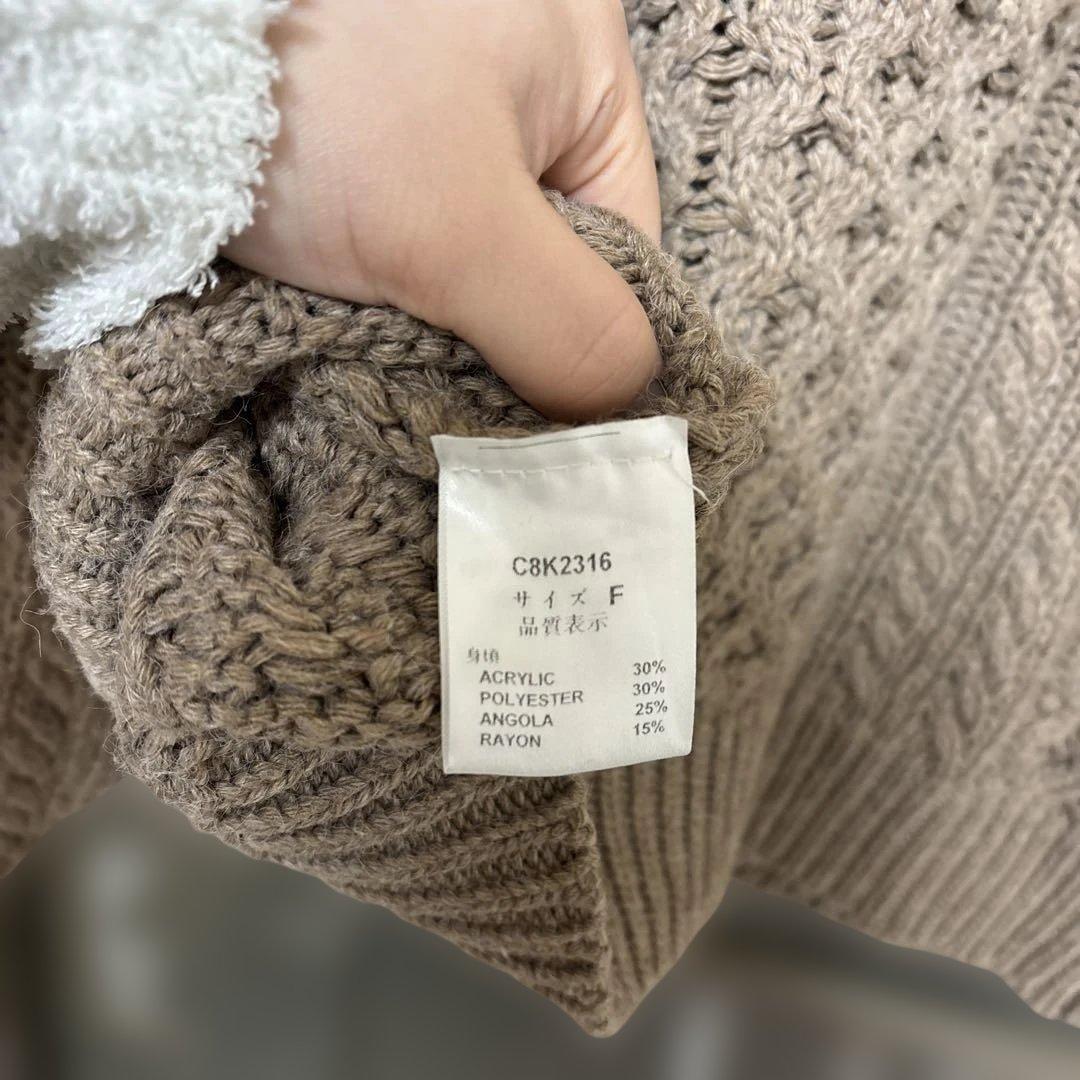 C8K2316
サイズ F
品質表示
身頃
ACRYLIC 30%
POLYESTER 30%
ANGOLA 25%
RAYON 15%